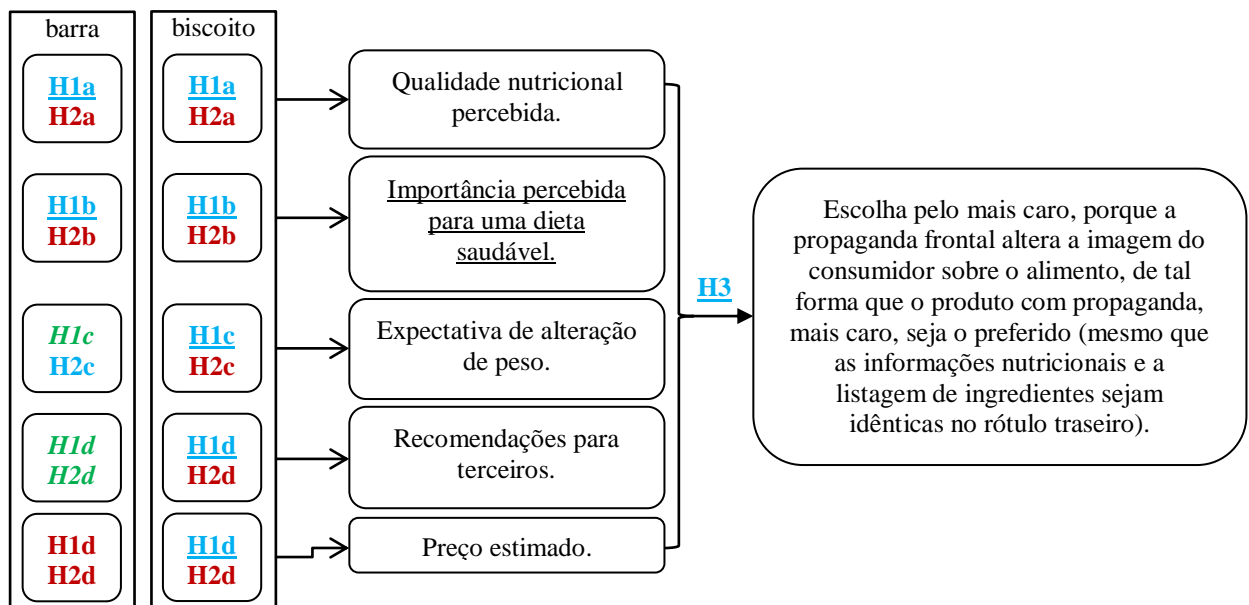 barra
biscoito
H1a
H2a
H1a
H2a
Qualidade nutricional
percebida.
H1b
H2b
H1b
H2b
Importância percebida
para uma dieta
saudável.
H1c
H2c
H1c
H2c
Expectativa de alteração
de peso.
H1d
H2d
H1d
H2d
Recomendações para
terceiros.
H1d
H2d
H1d
H2d
Preço estimado.
H3
Escolha pelo mais caro, porque a
propaganda frontal altera a imagem do
consumidor sobre o alimento, de tal
forma que o produto com propaganda,
mais caro, seja o preferido (mesmo que
as informações nutricionais e a
listagem de ingredientes sejam
idênticas no rótulo traseiro).